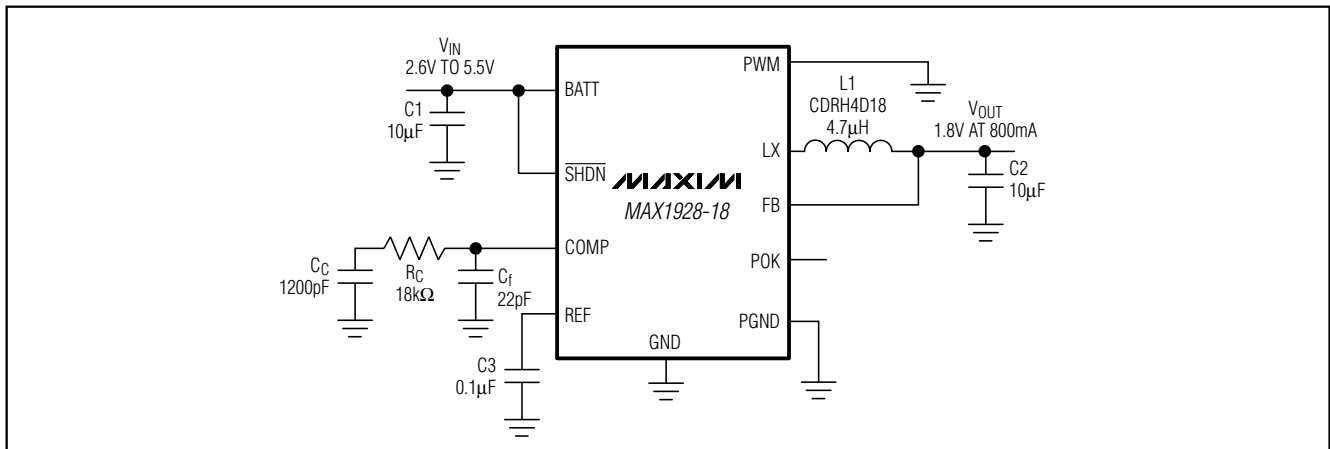 VIN
2.6V TO 5.5V
C1
10µF
BATT
SHDN
COMP
REF
GND
PWM
LX
FB
POK
PGND
MAXIM
MAX1928-18
L1
CDRH4D18
4.7µH
VOUT
1.8V AT 800mA
C2
10µF
CC
1200pF
RC
18kΩ
Cf
22pF
C3
0.1µF